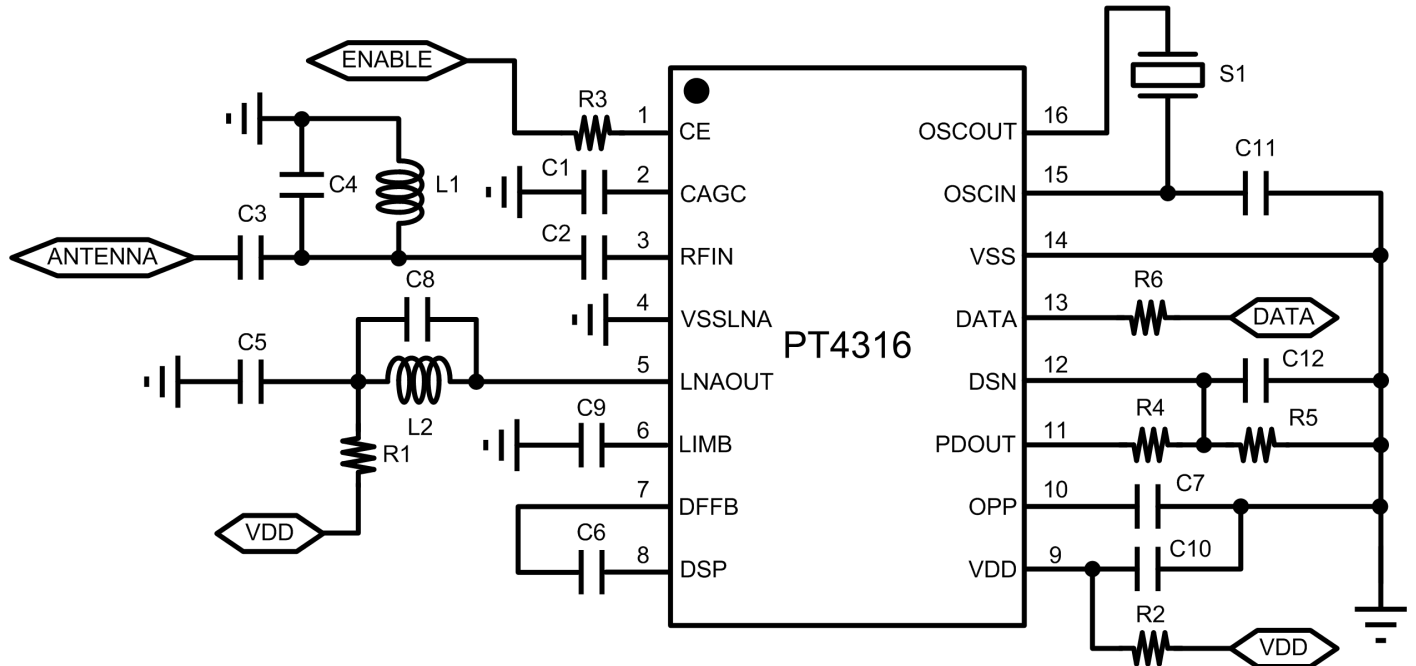 ENABLE
R3
1
CE
C4
L1
C1
2
CAGC
C3
ANTENNA
C2
3
RFIN
C8
4
VSSLNA
C5
L2
5
LNAOUT
R1
C9
6
LIMB
VDD
7
DFFB
C6
8
DSP
PT4316
S1
OSCOUT
16
OSCIN
15
C11
VSS
14
R6
DATA
13
DATA
DSN
12
C12
PDOUT
11
R4
R5
OPP
10
C7
VDD
9
C10
R2
VDD